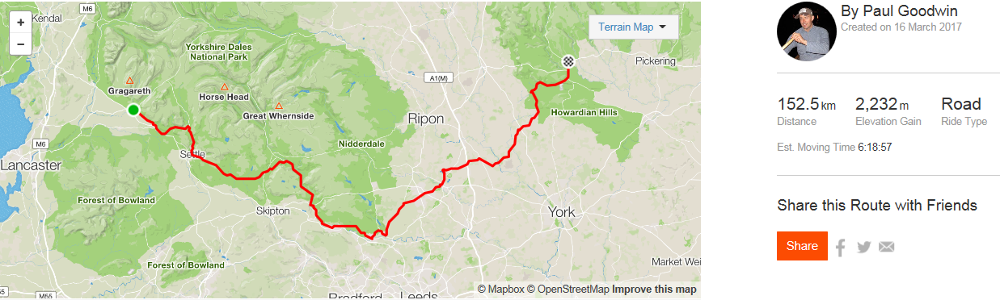 Kendal
M6
+
−
Terrain Map
Yorkshire Dales
National Park
Pickering
A1(M)
Gragareth
Horse Head
Great Whernside
Ripon
Howardian Hills
M6
Nidderdale
Settle
Lancaster
Forest of Bowland
Skipton
York
Forest of Bowland
Market Wei
55
M55
Bradford
Leeds
© Mapbox © OpenStreetMap Improve this map
By Paul Goodwin
Created on 16 March 2017
152.5 km
Distance
2,232 m
Elevation Gain
Road
Ride Type
Est. Moving Time 6:18:57
Share this Route with Friends
Share